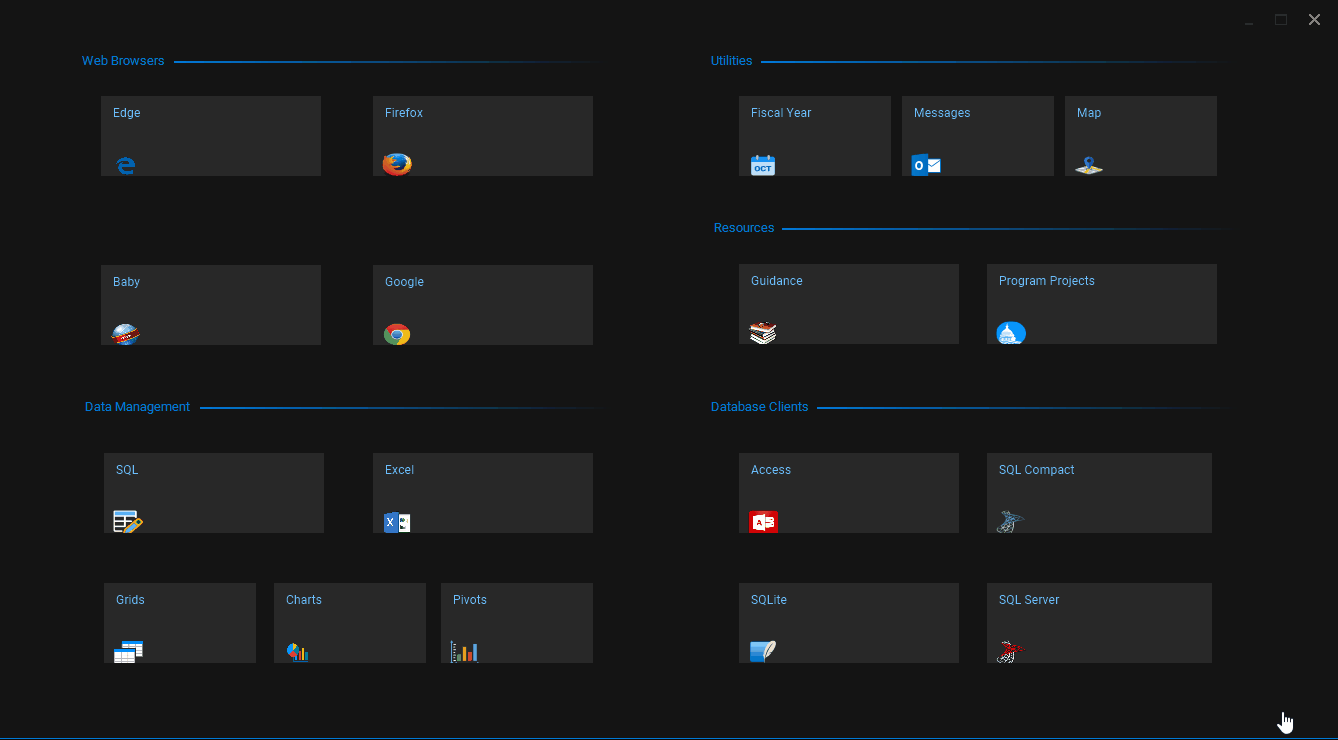 Web Browsers
Edge
Firefox
Baby
Google
Utilities
Fiscal Year
OCT
Messages
Map
Resources
Guidance
Program Projects
Data Management
SQL
Excel
X
Grids
Charts
Pivots
Database Clients
Access
A
SQL Compact
SQLite
SQL Server